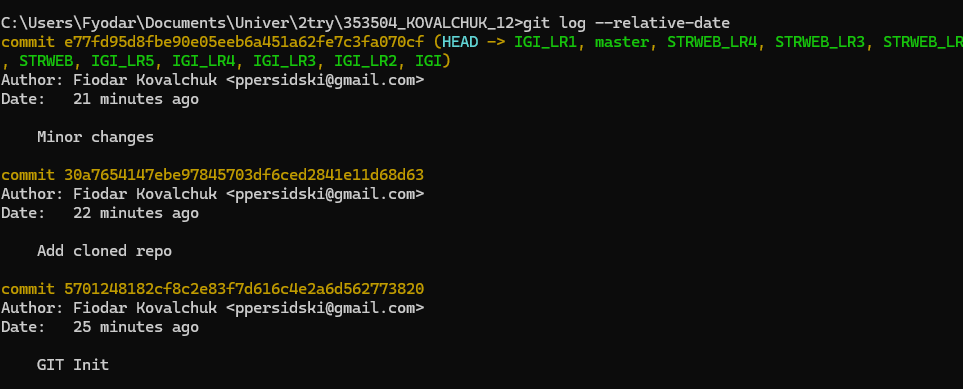 C:\Users\Fyodar\Documents\Univer\2try\353504_KOVALCHUK_12>git log --relative-date
commit e77fd95d8fbe90e05eeb6a451a62fe7c3fa070cf (HEAD -> IGI_LR1, master, STRWEB_LR4, STRWEB_LR3, STRWEB_LR
, STRWEB, IGI_LR5, IGI_LR4, IGI_LR3, IGI_LR2, IGI)
Author: Fiodar Kovalchuk <ppersidski@gmail.com>
Date:   21 minutes ago

    Minor changes

commit 30a7654147ebe97845703df6ced2841e11d68d63
Author: Fiodar Kovalchuk <ppersidski@gmail.com>
Date:   22 minutes ago

    Add cloned repo

commit 5701248182cf8c2e83f7d616c4e2a6d562773820
Author: Fiodar Kovalchuk <ppersidski@gmail.com>
Date:   25 minutes ago

    GIT Init